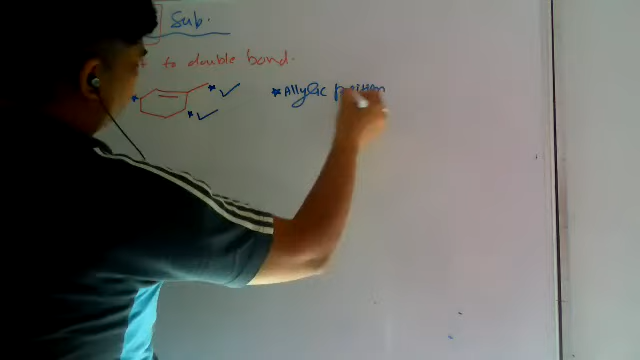 Sub.
to double bond.
* Allylic position